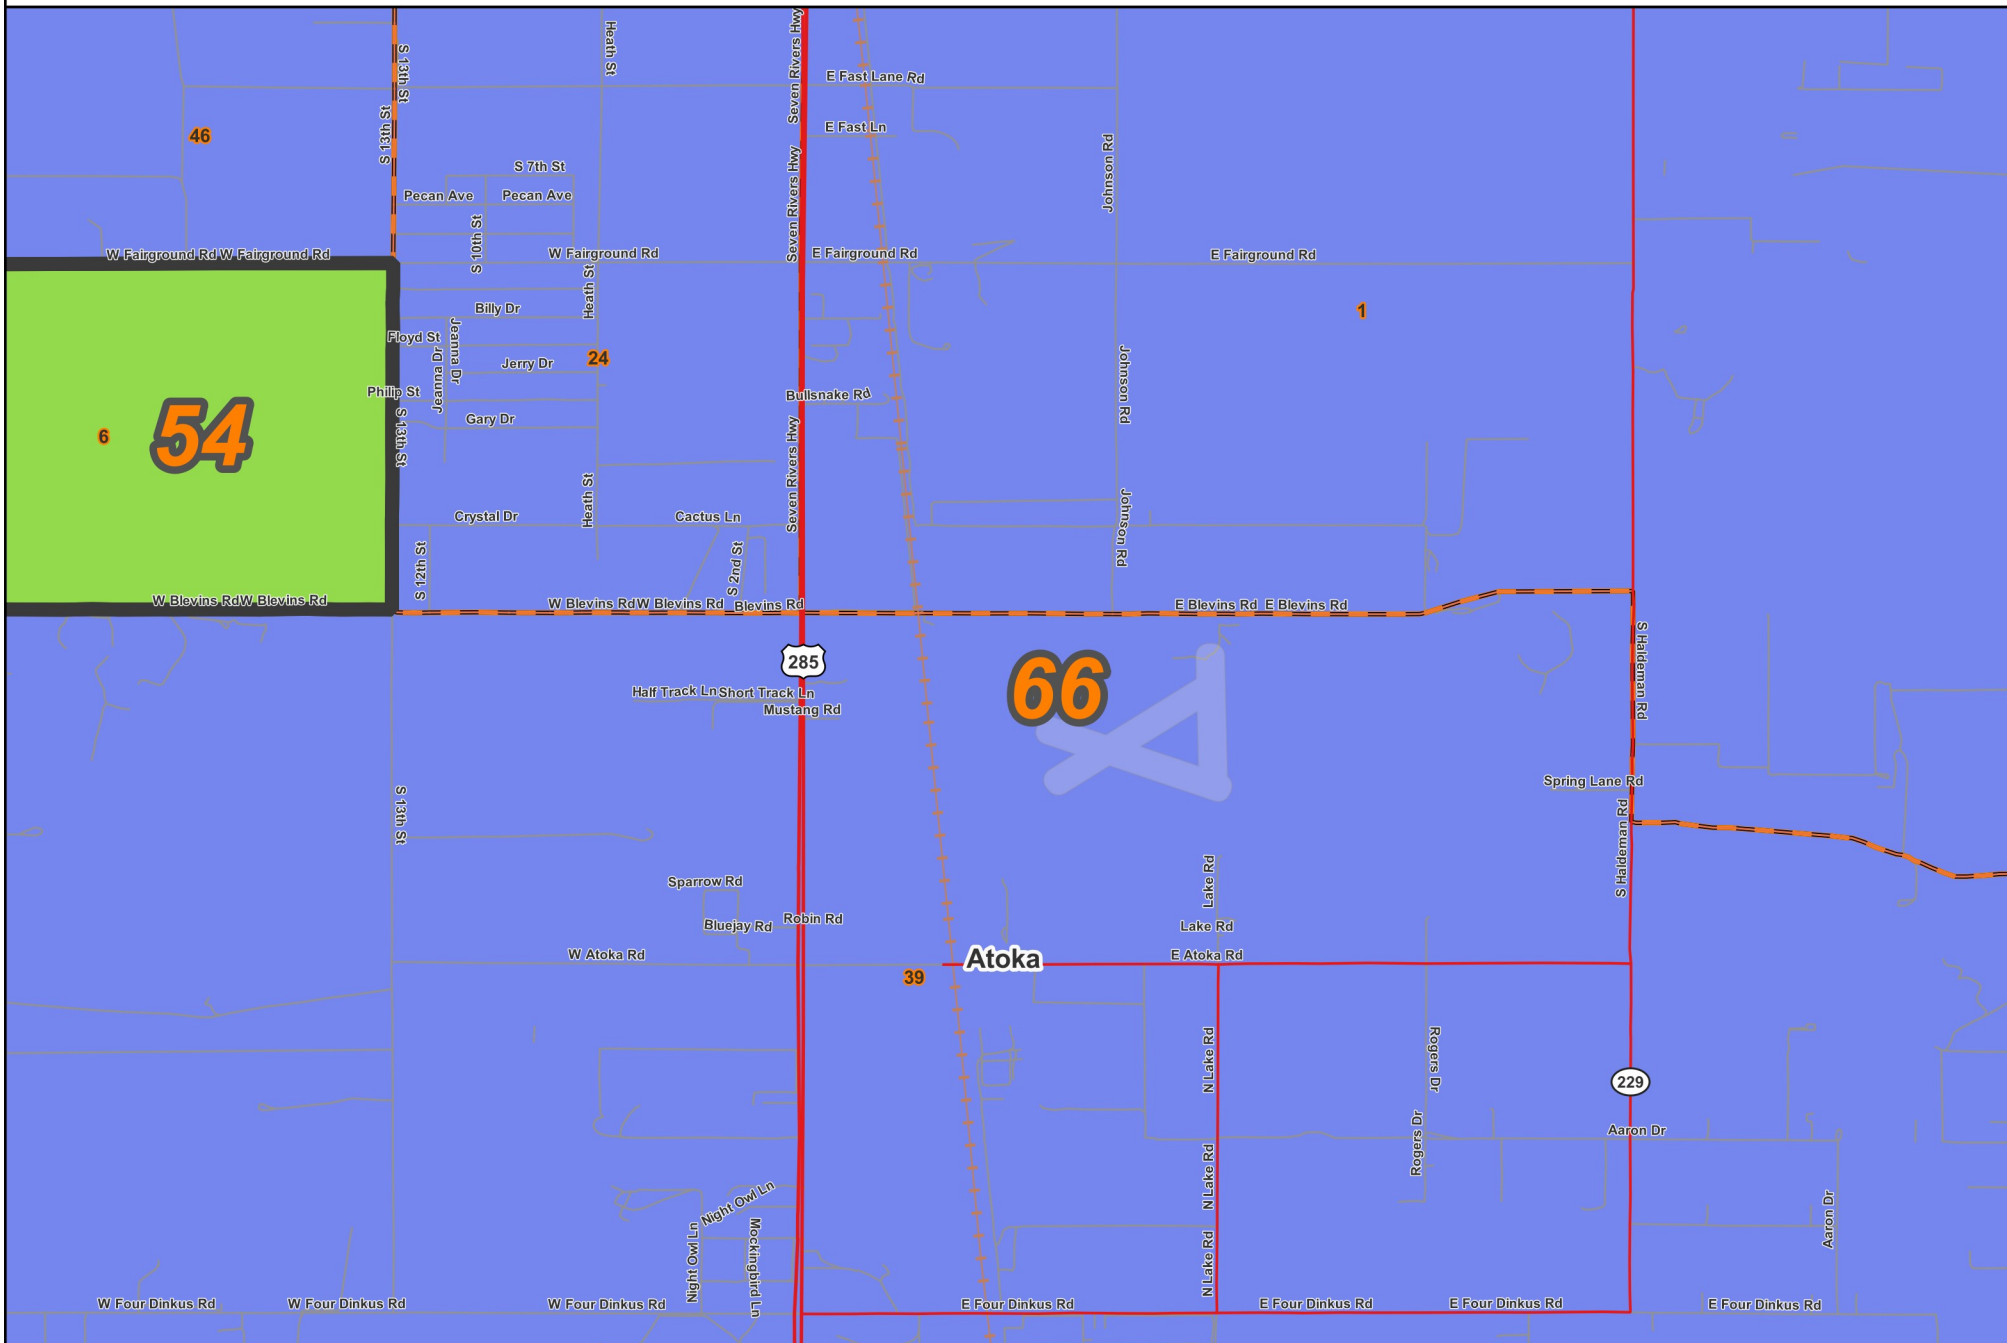 S 13th St
Heath St
Seven Rivers Hwy
E Fast Lane Rd
46
S 13th St
E Fast Ln
Johnson Rd
S 7th St
Seven Rivers Hwy
Pecan Ave
Pecan Ave
S 10th St
W Fairground Rd W Fairground Rd
W Fairground Rd
E Fairground Rd
E Fairground Rd
Heath St
Billy Dr
1
Floyd St
Jeanna Dr
Jeanna Dr
24
Jerry Dr
Johnson Rd
Philip St
Bullsnake Rd
6
54
S 13th St
Gary Dr
Seven Rivers Hwy
Heath St
Crystal Dr
Cactus Ln
Johnson Rd
S 12th St
S 2nd St
W Blevins RdW Blevins Rd
W Blevins RdW Blevins Rd
Blevins Rd
E Blevins Rd
E Blevins Rd
285
66
S Haldeman Rd
Half Track Ln
Short Track Ln
Mustang Rd
Spring Lane Rd
S 13th St
S Haldeman Rd
Sparrow Rd
Lake Rd
Bluejay Rd
Robin Rd
Lake Rd
W Atoka Rd
Atoka
E Atoka Rd
39
N Lake Rd
Rogers Dr
229
Aaron Dr
Rogers Dr
N Lake Rd
Night Owl Ln
Aaron Dr
Night Owl Ln
Mockingbird Ln
N Lake Rd
W Four Dinkus Rd
W Four Dinkus Rd
W Four Dinkus Rd
E Four Dinkus Rd
E Four Dinkus Rd
E Four Dinkus Rd
E Four Dinkus Rd